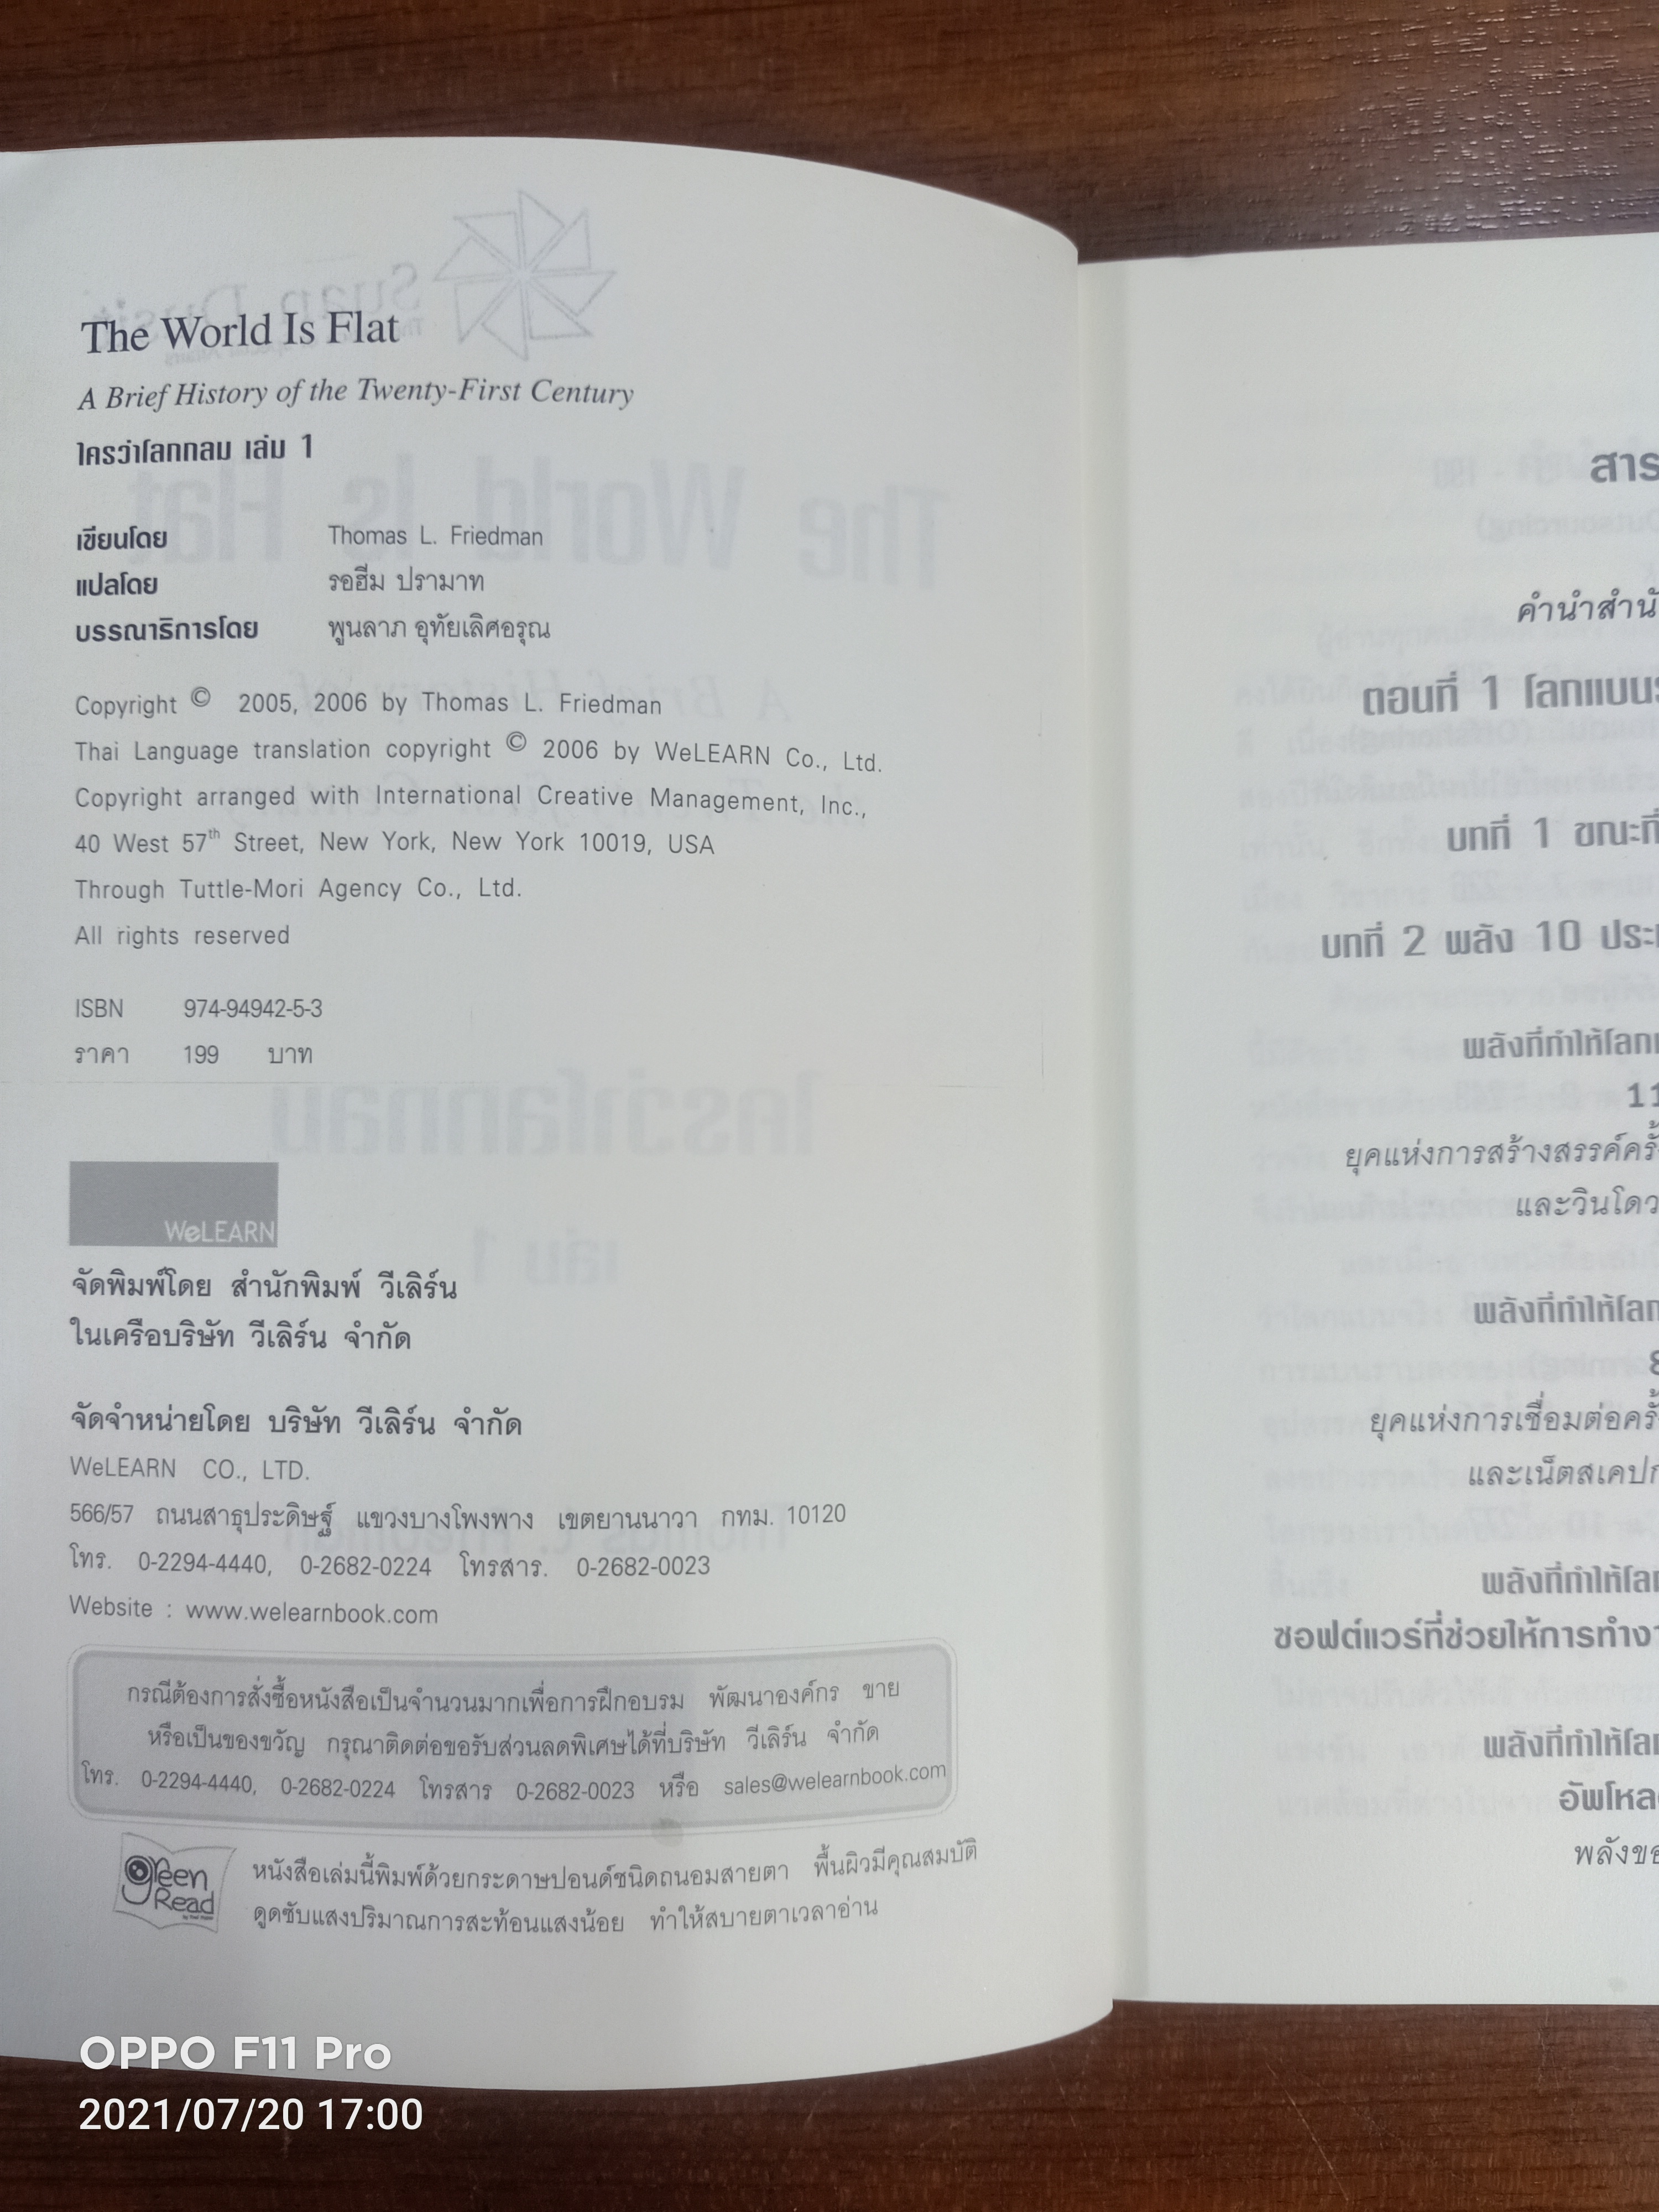 The World Is Flat
A Brief History of the Twenty-First Century
ใครว่าโลกกลม เล่ม 1
เขียนโดย Thomas L. Friedman
แปลโดย รอฮีม ปรามาท
บรรณาธิการโดย พูนลาภ อุทัยเลิศอรุณ
Copyright © 2005, 2006 by Thomas L. Friedman
Thai Language translation copyright © 2006 by WeLEARN Co., Ltd.
Copyright arranged with International Creative Management, Inc.,
40 West 57th Street, New York, New York 10019, USA
Through Tuttle-Mori Agency Co., Ltd.
All rights reserved
ISBN 974-94942-5-3
ราคา 199 บาท
WeLEARN
จัดพิมพ์โดย สำนักพิมพ์ วีเลิร์น
ในเครือบริษัท วีเลิร์น จำกัด
จัดจำหน่ายโดย บริษัท วีเลิร์น จำกัด
WeLEARN CO., LTD.
566/57 ถนนสาธุประดิษฐ์ แขวงบางโพงพาง เขตยานนาวา กทม. 10120
โทร. 0-2294-4440, 0-2682-0224 โทรสาร. 0-2682-0023
Website : www.welearnbook.com
กรณีต้องการสั่งซื้อหนังสือเป็นจำนวนมากเพื่อการฝึกอบรม พัฒนาองค์กร ขาย
หรือเป็นของขวัญ กรุณาติดต่อขอรับส่วนลดพิเศษได้ที่บริษัท วีเลิร์น จำกัด
โทร. 0-2294-4440, 0-2682-0224 โทรสาร 0-2682-0023 หรือ sales@welearnbook.com
green
Read
หนังสือเล่มนี้พิมพ์ด้วยกระดาษปอนด์ชนิดถนอมสายตา พื้นผิวมีคุณสมบัติ
ดูดซับแสงปริมาณการสะท้อนแสงน้อย ทำให้สบายตาเวลาอ่าน
สาร
คำนำสำนั
ตอนที่ 1 โลกแบน
บทที่ 1 ขณะที่
บทที่ 2 พลัง 10 ประ
พลังที่ทำให้โลก
11
ยุคแห่งการสร้างสรรค์ครั้
และวินโดว
พลังที่ทำให้โลก
ยุคแห่งการเชื่อมต่อครั้
และเน็ตสเคป
พลังที่ทำให้โล
ซอฟต์แวร์ที่ช่วยให้การทำงา
พลังที่ทำให้โล
อัพโหล
พลังขอ
OPPO F11 Pro
2021/07/20 17:00